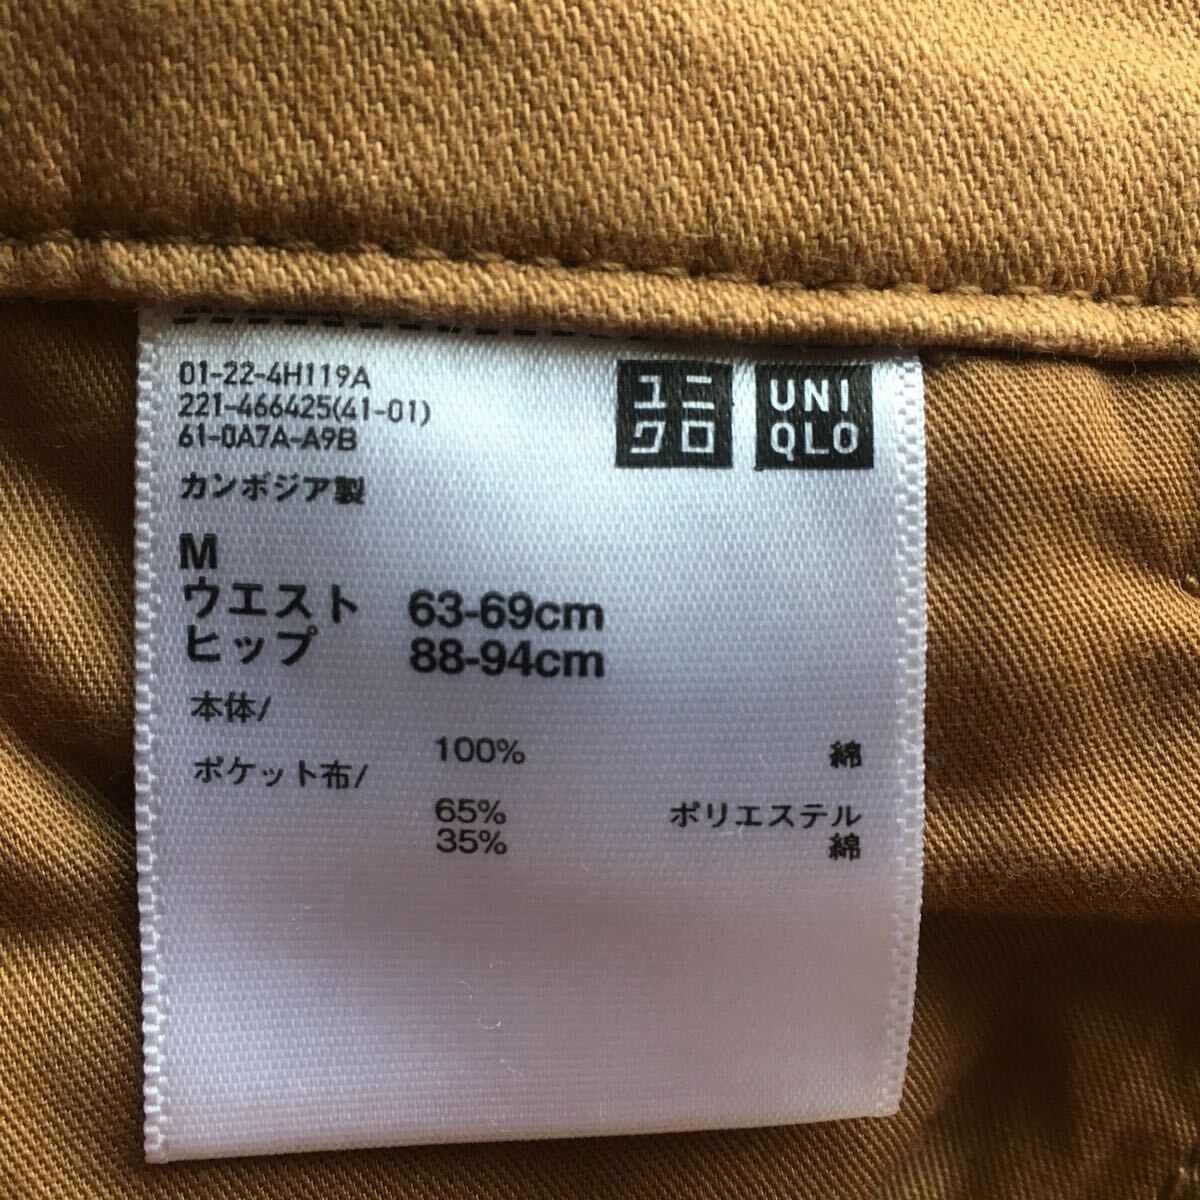 01-22-4H119A
221-466425(41-01)
61-0A7A-A9B
カンボジア製
ユニ
クロ
UNI
QLO
M
ウエスト 63-69cm
ヒップ 88-94cm
本体/
100% 綿
ポケット布/
65% ポリエステル
35% 綿